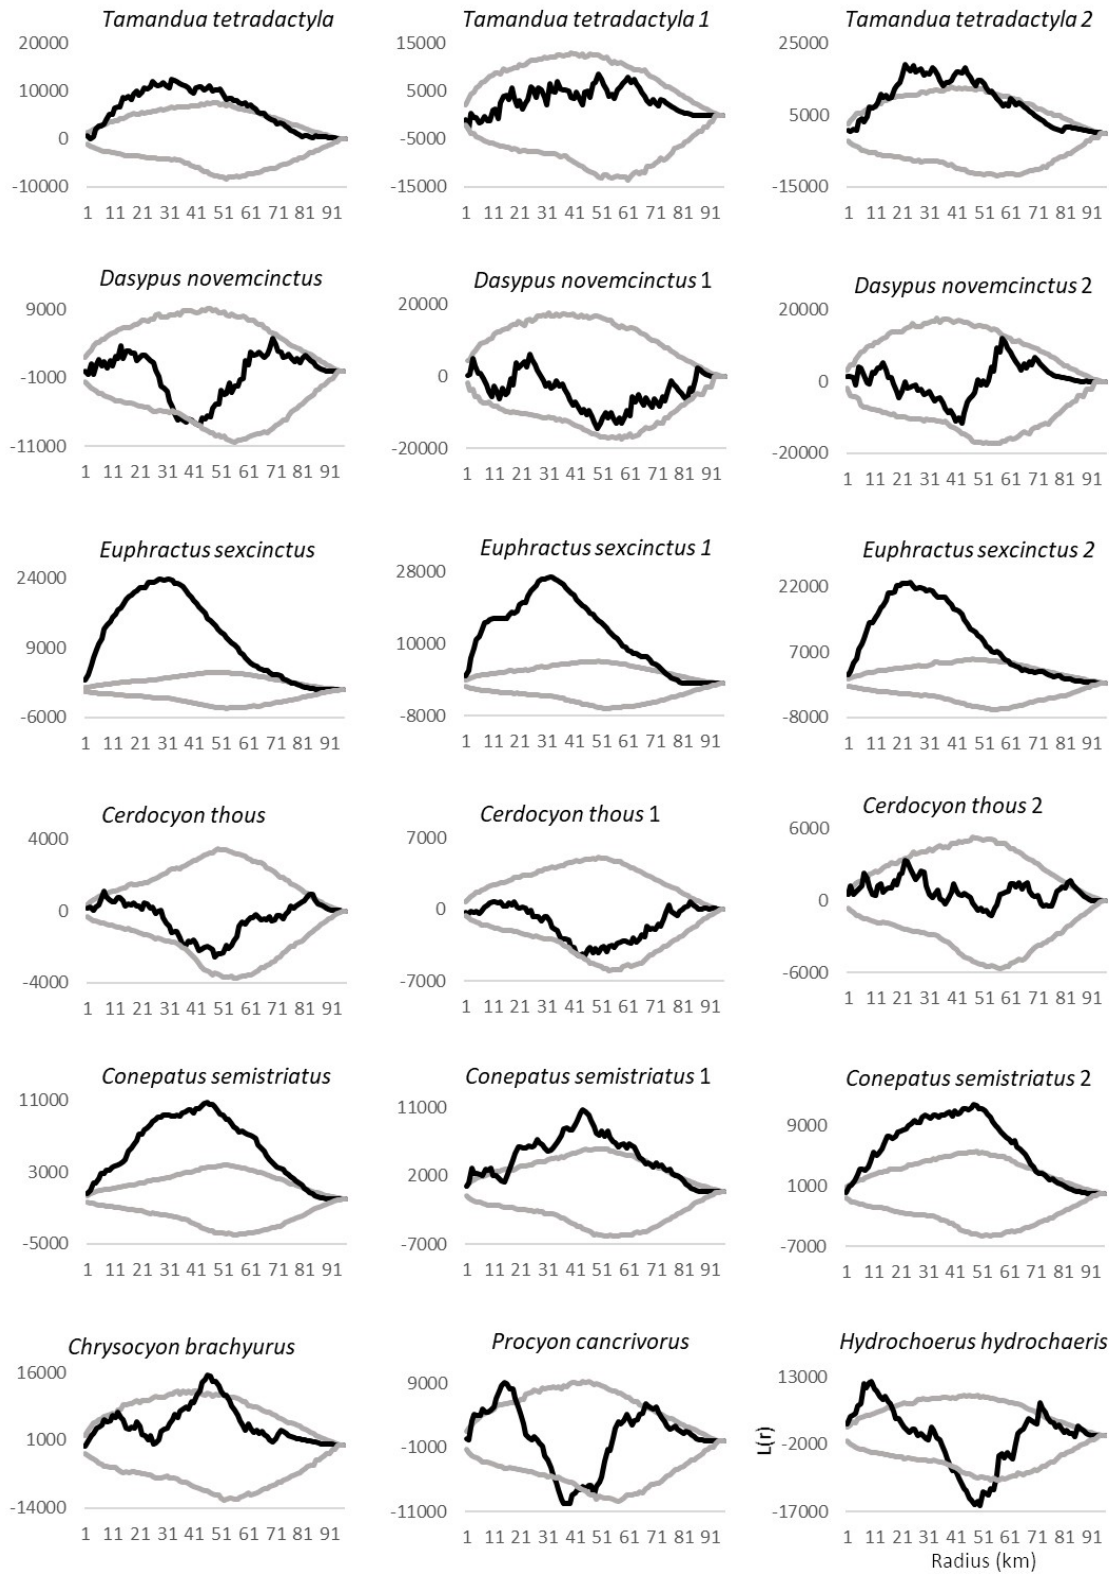 Tamandua tetradactyla
20000
10000
0
-10000
1 11 21 31 41 51 61 71 81 91
Tamandua tetradactyla 1
15000
5000
-5000
-15000
1 11 21 31 41 51 61 71 81 91
Tamandua tetradactyla 2
25000
5000
-15000
1 11 21 31 41 51 61 71 81 91
Dasypus novemcinctus
9000
-1000
-11000
1 11 21 31 41 51 61 71 81 91
Dasypus novemcinctus 1
20000
0
-20000
1 11 21 31 41 51 61 71 81 91
Dasypus novemcinctus 2
20000
0
-20000
1 11 21 31 41 51 61 71 81 91
Euphractus sexcinctus
24000
9000
-6000
1 11 21 31 41 51 61 71 81 91
Euphractus sexcinctus 1
28000
10000
-8000
1 11 21 31 41 51 61 71 81 91
Euphractus sexcinctus 2
22000
7000
-8000
1 11 21 31 41 51 61 71 81 91
Cerdocyon thous
4000
0
-4000
1 11 21 31 41 51 61 71 81 91
Cerdocyon thous 1
7000
0
-7000
1 11 21 31 41 51 61 71 81 91
Cerdocyon thous 2
6000
0
-6000
1 11 21 31 41 51 61 71 81 91
Conepatus semistriatus
11000
3000
-5000
1 11 21 31 41 51 61 71 81 91
Conepatus semistriatus 1
11000
2000
-7000
1 11 21 31 41 51 61 71 81 91
Conepatus semistriatus 2
9000
1000
-7000
1 11 21 31 41 51 61 71 81 91
Chrysocyon brachyurus
16000
1000
-14000
1 11 21 31 41 51 61 71 81 91
Procyon cancrivorus
9000
-1000
-11000
1 11 21 31 41 51 61 71 81 91
Hydrochoerus hydrochaeris
13000
-2000
-17000
L(r)
1 11 21 31 41 51 61 71 81 91
Radius (km)